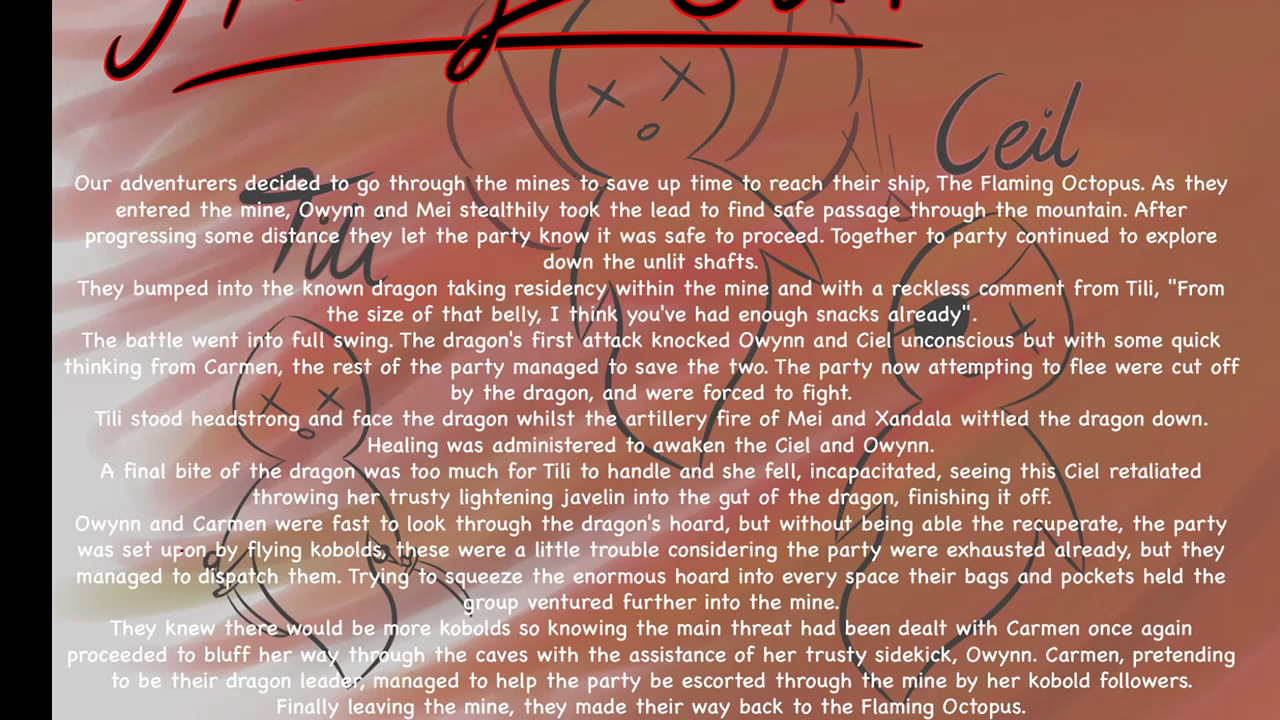 Ceil
Tili
Our adventurers decided to go through the mines to save up time to reach their ship, The Flaming Octopus. As they
entered the mine, Owynn and Mei stealthily took the lead to find safe passage through the mountain. After
progressing some distance they let the party know it was safe to proceed. Together to party continued to explore
down the unlit shafts.
They bumped into the known dragon taking residency within the mine and with a reckless comment from Tili, "From
the size of that belly, I think you've had enough snacks already".
The battle went into full swing. The dragon's first attack knocked Owynn and Ciel unconscious but with some quick
thinking from Carmen, the rest of the party managed to save the two. The party now attempting to flee were cut off
by the dragon, and were forced to fight.
Tili stood headstrong and face the dragon whilst the artillery fire of Mei and Xandala wittled the dragon down.
Healing was administered to awaken the Ciel and Owynn.
A final bite of the dragon was too much for Tili to handle and she fell, incapacitated, seeing this Ciel retaliated
throwing her trusty lightening javelin into the gut of the dragon, finishing it off.
Owynn and Carmen were fast to look through the dragon's hoard, but without being able the recuperate, the party
was set upon by flying kobolds, these were a little trouble considering the party were exhausted already, but they
managed to dispatch them. Trying to squeeze the enormous hoard into every space their bags and pockets held the
group ventured further into the mine.
They knew there would be more kobolds so knowing the main threat had been dealt with Carmen once again
proceeded to bluff her way through the caves with the assistance of her trusty sidekick, Owynn. Carmen, pretending
to be their dragon leader, managed to help the party be escorted through the mine by her kobold followers.
Finally leaving the mine, they made their way back to the Flaming Octopus.